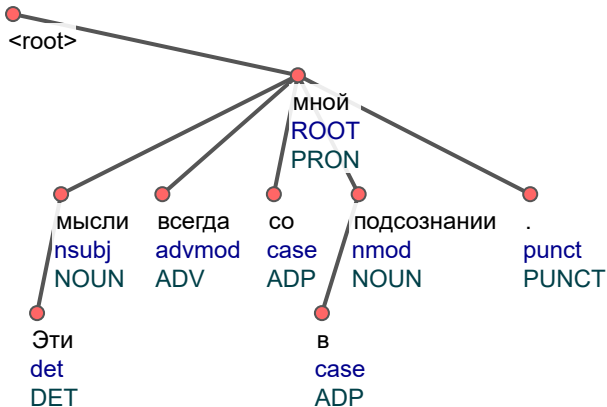 <root>
мной
ROOT
PRON
мысли всегда со подсознании .
nsubj advmod case nmod punct
NOUN ADV ADP NOUN PUNCT
Эти в
det case
DET ADP